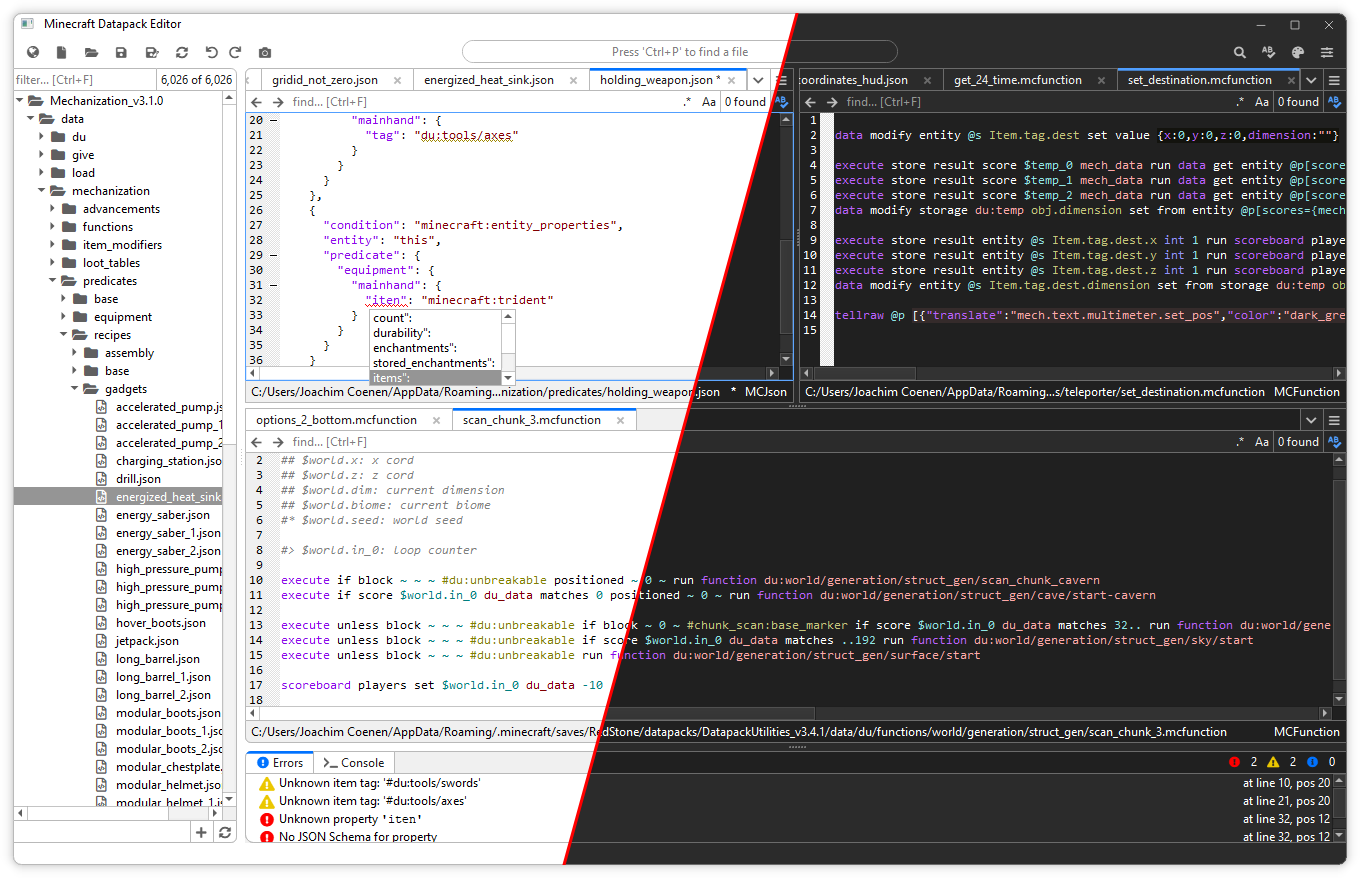 Minecraft Datapack Editor
Press 'Ctrl+P' to find a file
filter... [Ctrl+F]
6,026 of 6,026
Mechanization_v3.1.0
data
du
give
load
mechanization
advancements
functions
item_modifiers
loot_tables
predicates
base
equipment
recipes
assembly
base
gadgets
accelerated_pump.js
accelerated_pump_1
accelerated_pump_2
charging_station.jso
drill.json
energized_heat_sink
energy_saber.json
energy_saber_1.json
energy_saber_2.json
high_pressure_pump
high_pressure_pump
high_pressure_pump
hover_boots.json
jetpack.json
long_barrel.json
long_barrel_1.json
long_barrel_2.json
modular_boots.json
modular_boots_1.jso
modular_boots_2.jso
modular_chestplate.
modular_helmet.jso
modular_helmet_1.js
gridid_not_zero.json
energized_heat_sink.json
holding_weapon.json *
find... [Ctrl+F]
.* Aa 0 found
20 "mainhand": {
21 "tag": "du:tools/axes"
22 }
23 }
24 }
25 },
26 {
27 "condition": "minecraft:entity_properties",
28 "entity": "this",
29 "predicate": {
30 "equipment": {
31 "mainhand": {
32 "iten": "minecraft:trident"
33 }
34 }
35 }
36 }
count":
durability":
enchantments":
stored_enchantments":
items":
C:/Users/Joachim Coenen/AppData/Roaming...nization/predicates/holding_weapon.json * MCJson
coordinates_hud.json
get_24_time.mcfunction
set_destination.mcfunction
find... [Ctrl+F]
.* Aa 0 found
1
2 data modify entity @s Item.tag.dest set value {x:0,y:0,z:0,dimension:""}
3
4 execute store result score $temp_0 mech_data run data get entity @p[score
5 execute store result score $temp_1 mech_data run data get entity @p[score
6 execute store result score $temp_2 mech_data run data get entity @p[score
7 data modify storage du:temp obj.dimension set from entity @p[scores={mech
8
9 execute store result entity @s Item.tag.dest.x int 1 run scoreboard playe
10 execute store result entity @s Item.tag.dest.y int 1 run scoreboard playe
11 execute store result entity @s Item.tag.dest.z int 1 run scoreboard playe
12 data modify entity @s Item.tag.dest.dimension set from storage du:temp ob
13
14 tellraw @p [{"translate":"mech.text.multimeter.set_pos","color":"dark_gre
15
C:/Users/Joachim Coenen/AppData/Roaming...s/teleporter/set_destination.mcfunction MCFunction
options_2_bottom.mcfunction
scan_chunk_3.mcfunction
find... [Ctrl+F]
.* Aa 0 found
2 ## $world.x: x cord
3 ## $world.z: z cord
4 ## $world.dim: current dimension
5 ## $world.biome: current biome
6 #* $world.seed: world seed
7
8 #> $world.in_0: loop counter
9
10 execute if block ~ ~ ~ #du:unbreakable positioned ~ 0 ~ run function du:world/generation/struct_gen/scan_chunk_cavern
11 execute if score $world.in_0 du_data matches 0 positioned ~ 0 ~ run function du:world/generation/struct_gen/cave/start-cavern
12
13 execute unless block ~ ~ ~ #du:unbreakable if block ~ 0 ~ #chunk_scan:base_marker if score $world.in_0 du_data matches 32.. run function du:world/gene
14 execute unless block ~ ~ ~ #du:unbreakable if score $world.in_0 du_data matches ..192 run function du:world/generation/struct_gen/sky/start
15 execute unless block ~ ~ ~ #du:unbreakable run function du:world/generation/struct_gen/surface/start
16
17 scoreboard players set $world.in_0 du_data -10
18
C:/Users/Joachim Coenen/AppData/Roaming/.minecraft/saves/RedStone/datapacks/DatapackUtilities_v3.4.1/data/du/functions/world/generation/struct_gen/scan_chunk_3.mcfunction MCFunction
Errors
Console
2 2 0
Unknown item tag: '#du:tools/swords' at line 10, pos 20
Unknown item tag: '#du:tools/axes' at line 21, pos 20
Unknown property 'iten' at line 32, pos 12
No JSON Schema for property at line 32, pos 12